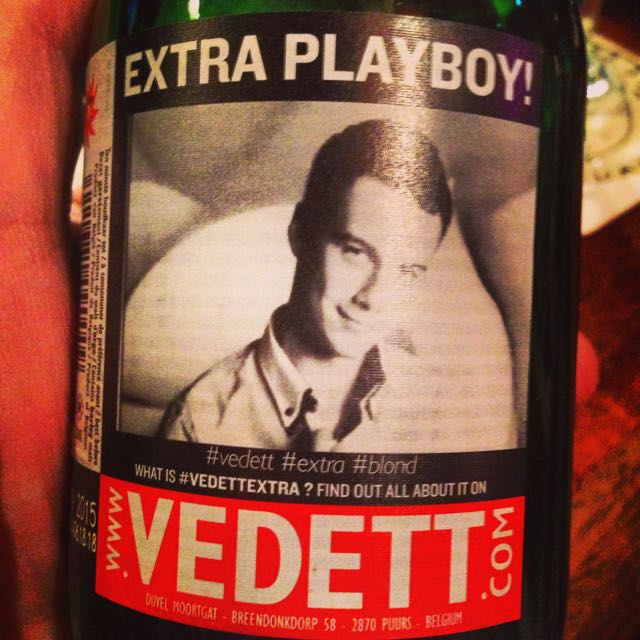 EXTRA PLAYBOY!
#vedett #extra #blond
WHAT IS #VEDETTEXTRA ? FIND OUT ALL ABOUT IT ON
www.VEDETT.COM
DUVEL MOORTGAT - BREENDONKDORP 58 - 2870 PUURS - BELGIUM
2015